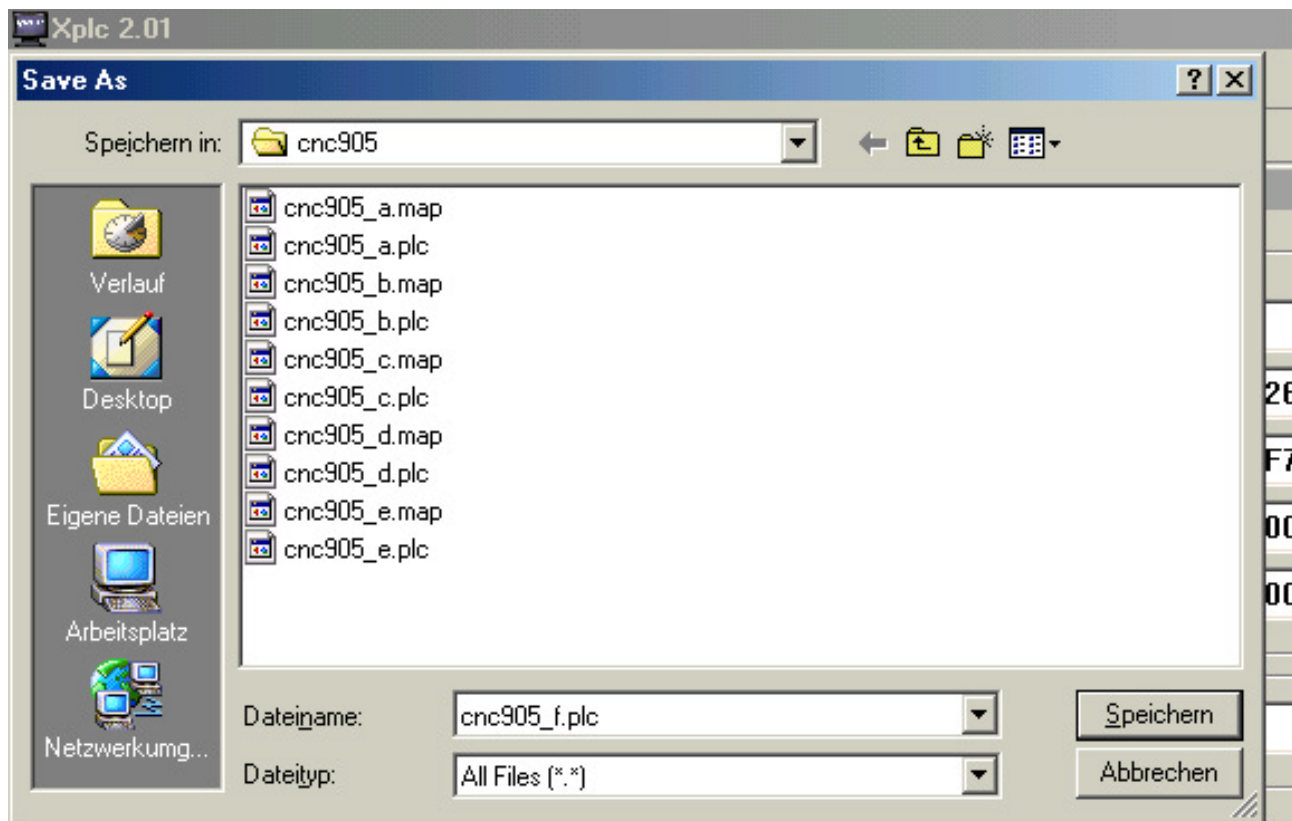 Xplc 2.01
Save As
Speichern in: cnc905
cnc905_a.map
cnc905_a.plc
cnc905_b.map
cnc905_b.plc
cnc905_c.map
cnc905_c.plc
cnc905_d.map
cnc905_d.plc
cnc905_e.map
cnc905_e.plc
Verlauf
Desktop
Eigene Dateien
Arbeitsplatz
Netzwerkumg...
Dateiname: cnc905_f.plc Speichern
Dateityp: All Files (*.*) Abbrechen